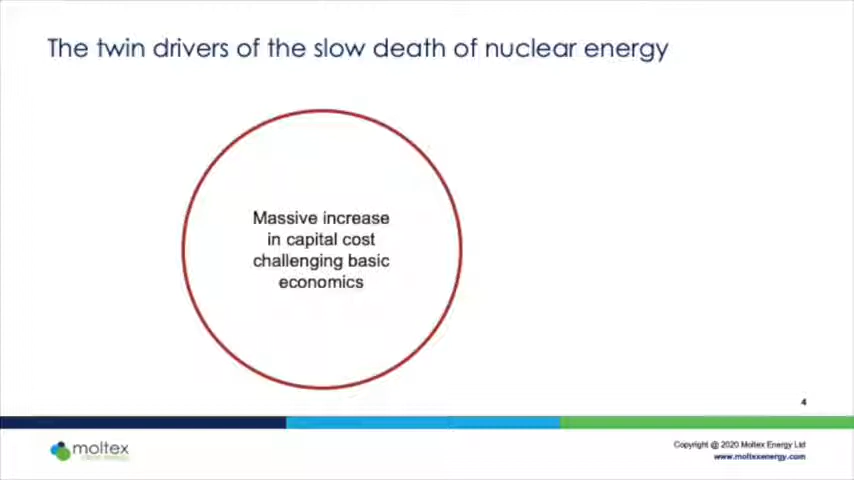 The twin drivers of the slow death of nuclear energy
Massive increase
in capital cost
challenging basic
economics
4
moltex
Copyright @ 2020 Moltex Energy Ltd
www.moltexenergy.com